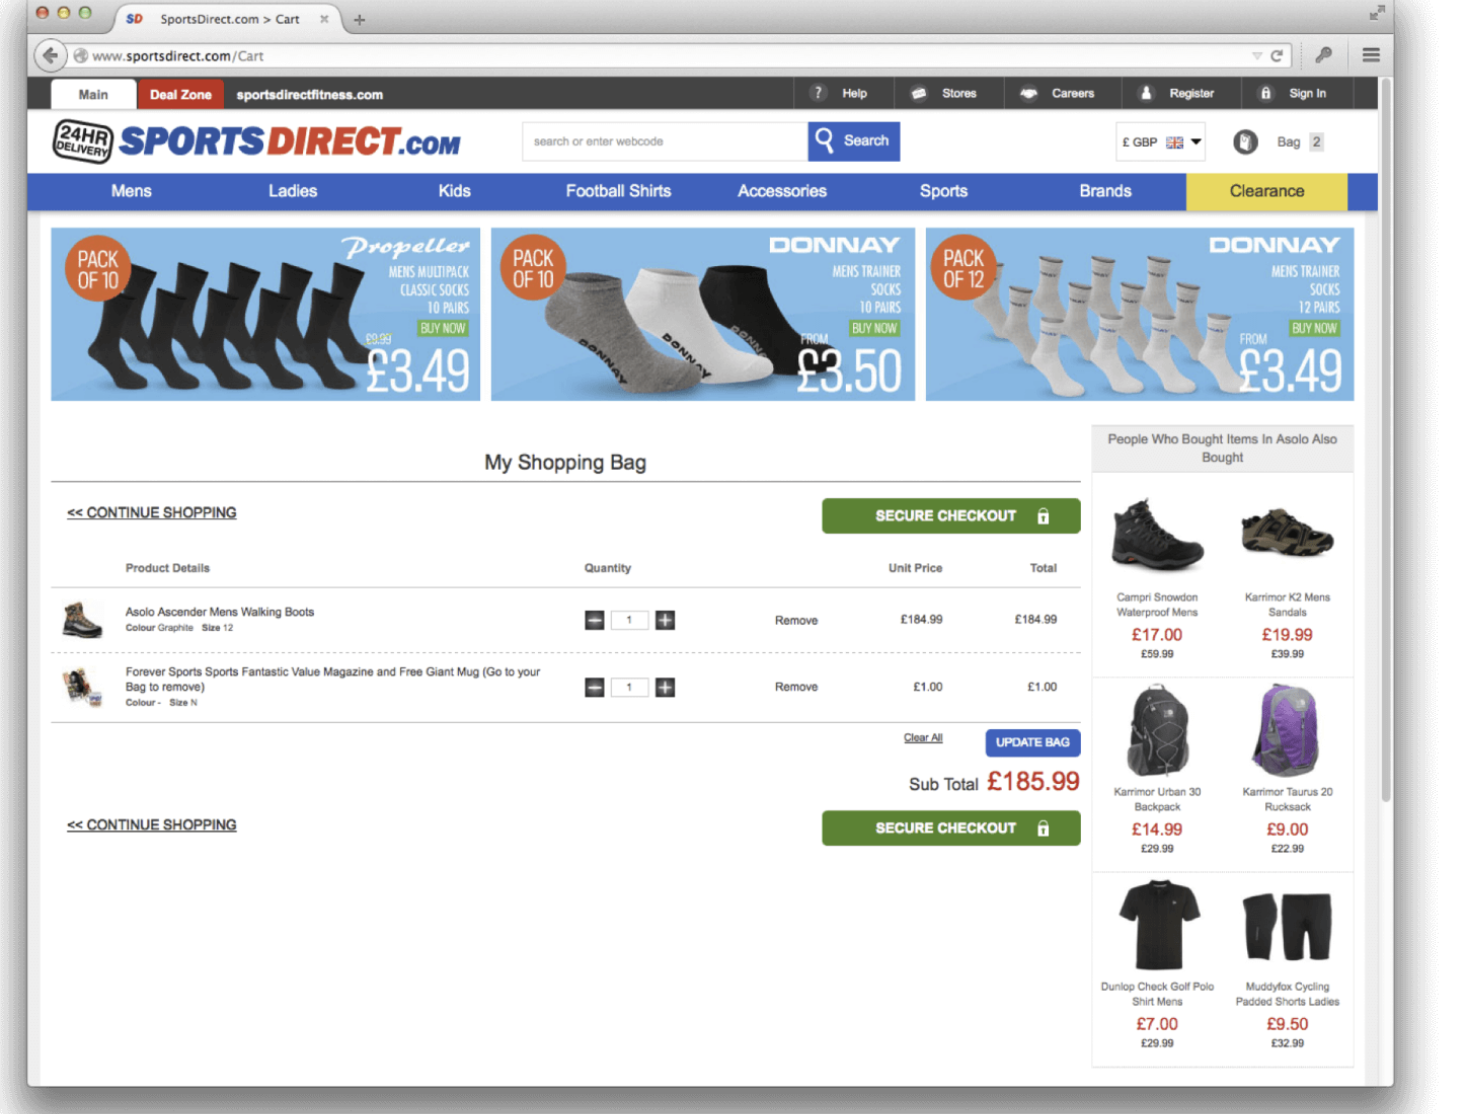 SD SportsDirect.com > Cart
www.sportsdirect.com/Cart
Main Deal Zone sportsdirectfitness.com ? Help Stores Careers Register Sign In
24HR DELIVERY SPORTSDIRECT.COM search or enter webcode Search £ GBP Bag 2
Mens Ladies Kids Football Shirts Accessories Sports Brands Clearance
PACK OF 10
Propeller
MENS MULTIPACK
CLASSIC SOCKS
10 PAIRS
BUY NOW
£9.99
£3.49
PACK OF 10
DONNAY
MENS TRAINER
SOCKS
10 PAIRS
BUY NOW
FROM
£3.50
DONNAY
DONNAY
DONNAY
PACK OF 12
DONNAY
MENS TRAINER
SOCKS
12 PAIRS
BUY NOW
FROM
£3.49
My Shopping Bag
<< CONTINUE SHOPPING SECURE CHECKOUT
Product Details Quantity Unit Price Total
Asolo Ascender Mens Walking Boots
Colour Graphite Size 12
1 Remove £184.99 £184.99
Forever Sports Sports Fantastic Value Magazine and Free Giant Mug (Go to your
Bag to remove)
Colour - Size N
1 Remove £1.00 £1.00
Clear All UPDATE BAG
Sub Total £185.99
<< CONTINUE SHOPPING SECURE CHECKOUT
People Who Bought Items In Asolo Also
Bought
Campri Snowdon
Waterproof Mens
£17.00
£59.99
Karrimor K2 Mens
Sandals
£19.99
£39.99
Karrimor Urban 30
Backpack
£14.99
£29.99
Karrimor Taurus 20
Rucksack
£9.00
£22.99
Dunlop Check Golf Polo
Shirt Mens
£7.00
£29.99
Muddyfox Cycling
Padded Shorts Ladies
£9.50
£32.99